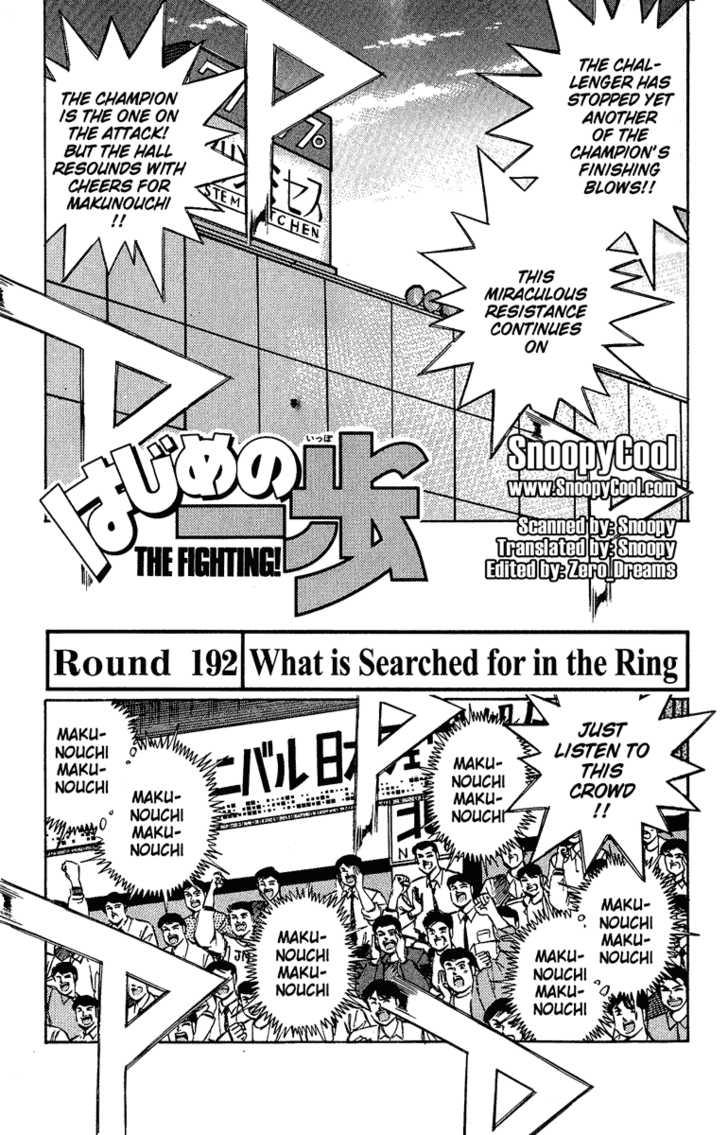 THE CHAL-
LENGER HAS
STOPPED YET
ANOTHER
OF THE
CHAMPION'S
FINISHING
BLOWS!!
THE CHAMPION
IS THE ONE ON
THE ATTACK!
BUT THE HALL
RESOUNDS WITH
CHEERS FOR
MAKUNOUCHI
!!
THIS
MIRACULOUS
RESISTANCE
CONTINUES
ON
いっぽ
はじめの一歩
THE FIGHTING!
SnoopyCool
www.SnoopyCool.com
Scanned by: Snoopy
Translated by: Snoopy
Edited by: Zero_Dreams
Round 192
What is Searched for in the Ring
JUST
LISTEN TO
THIS
CROWD
!!
MAKU-
NOUCHI
MAKU-
NOUCHI
MAKU-
NOUCHI
MAKU-
NOUCHI
MAKU-
NOUCHI
MAKU-
NOUCHI
MAKU-
NOUCHI
MAKU-
NOUCHI
MAKU-
NOUCHI
MAKU-
NOUCHI
MAKU-
NOUCHI
MAKU-
NOUCHI
ニバル 日本